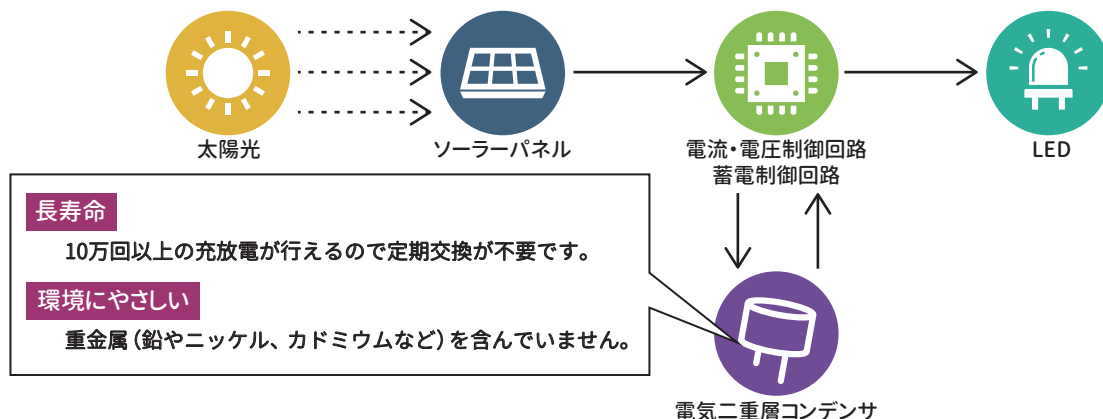 太陽光
ソーラーパネル
電流・電圧制御回路
蓄電制御回路
LED
長寿命
10万回以上の充放電が行えるので定期交換が不要です。
環境にやさしい
重金属（鉛やニッケル、カドミウムなど）を含んでいません。
電気二重層コンデンサ